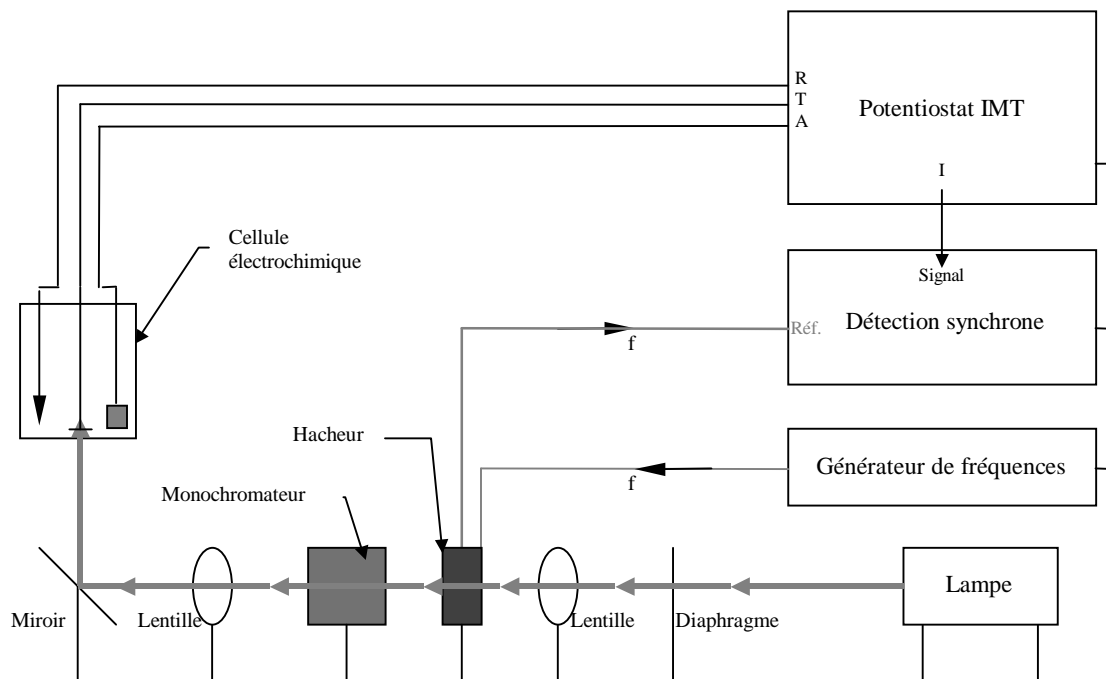 R
T
Potentiostat IMT
A
I
Cellule
électrochimique
Signal
Réf.
Détection synchrone
f
Hacheur
Générateur de fréquences
Monochromateur
f
Lampe
Miroir
Lentille
Lentille
Diaphragme